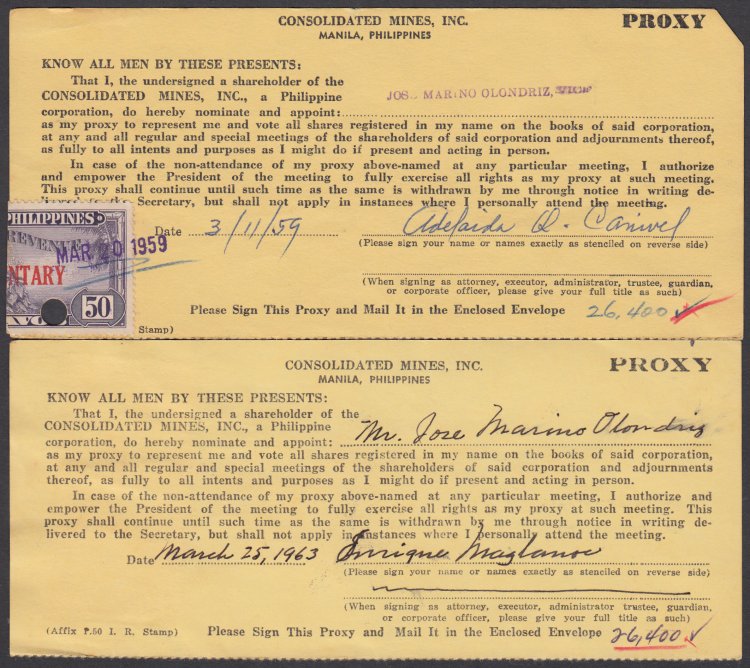 CONSOLIDATED MINES, INC.
MANILA, PHILIPPINES
PROXY
KNOW ALL MEN BY THESE PRESENTS:
That I, the undersigned a shareholder of the
CONSOLIDATED MINES, INC., a Philippine
JOSE MARINO OLONDRIZ,
corporation, do hereby nominate and appoint:
as my proxy to represent me and vote all shares registered in my name on the books of said corporation,
at any and all regular and special meetings of the shareholders of said corporation and adjournments thereof,
as fully to all intents and purposes as I might do if present and acting in person.
In case of the non-attendance of my proxy above-named at any particular meeting, I authorize
and empower the President of the meeting to fully exercise all rights as my proxy at such meeting.
This proxy shall continue until such time as the same is withdrawn by me through notice in writing de-
livered to the Secretary, but shall not apply in instances where I personally attend the meeting.
PHILIPPINES
REVENUE
MAR 20 1959
NTARY
50
Date 3/11/59
Adelaida Q.
(Please sign your name or names exactly as stenciled on reverse side)
(When signing as attorney, executor, administrator, trustee, guardian,
or corporate officer, please give your full title as such)
Please Sign This Proxy and Mail It in the Enclosed Envelope
26,400
Stamp)
CONSOLIDATED MINES, INC.
MANILA, PHILIPPINES
PROXY
KNOW ALL MEN BY THESE PRESENTS:
That I, the undersigned a shareholder of the
CONSOLIDATED MINES, INC., a Philippine
corporation, do hereby nominate and appoint: Mr. Jose Marino Olondriz
as my proxy to represent me and vote all shares registered in my name on the books of said corporation,
at any and all regular and special meetings of the shareholders of said corporation and adjournments
thereof, as fully to all intents and purposes as I might do if present and acting in person.
In case of the non-attendance of my proxy above-named at any particular meeting, I authorize and
empower the President of the meeting to fully exercise all rights as my proxy at such meeting. This
proxy shall continue until such time as the same is withdrawn by me through notice in writing de-
livered to the Secretary, but shall not apply in instances where I personally attend the meeting.
Date March 25, 1963 Enrique Maglanoc
(Please sign your name or names exactly as stenciled on reverse side)
(When signing as attorney, executor, administrator trustee, guardian,
or corporate officer, please give your full title as such)
(Affix ₱.50 I. R. Stamp)
Please Sign This Proxy and Mail It in the Enclosed Envelope
26,400